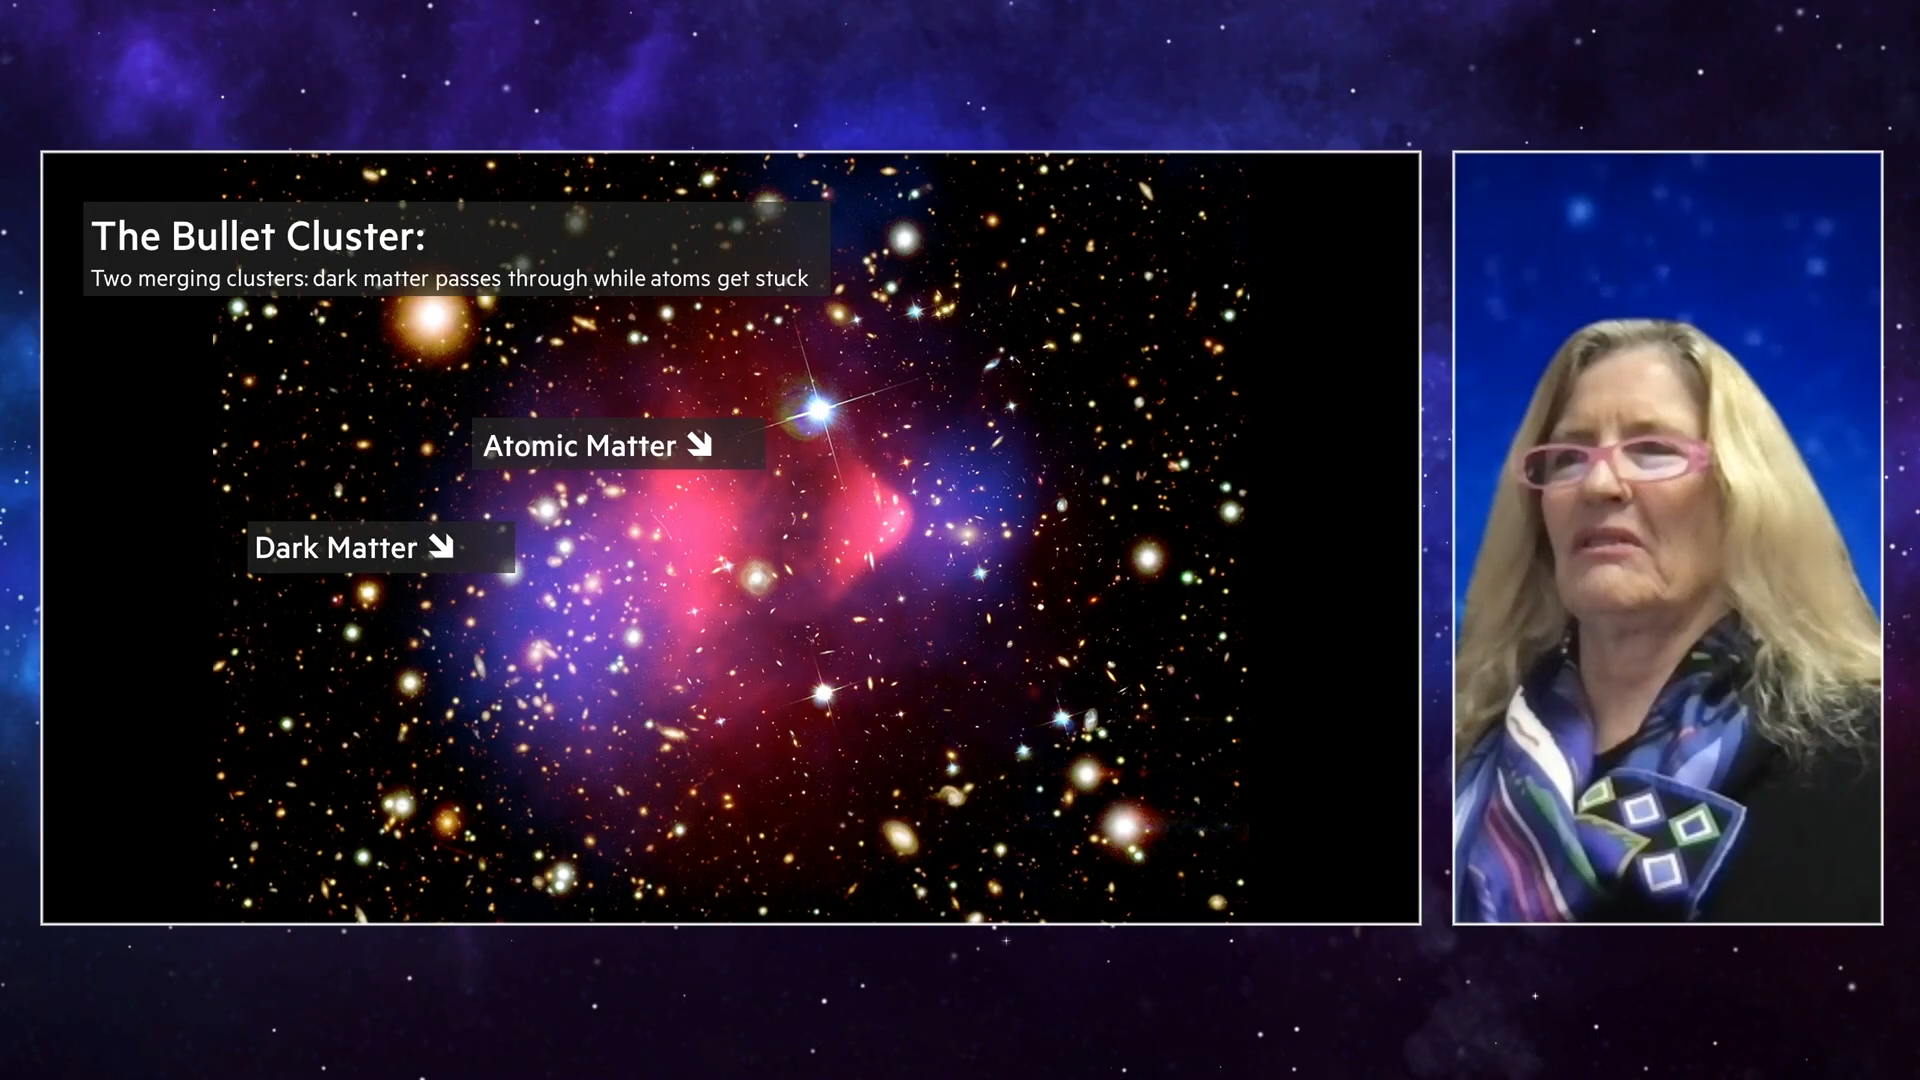 The Bullet Cluster:
Two merging clusters: dark matter passes through while atoms get stuck
Atomic Matter ⬊
Dark Matter ⬊